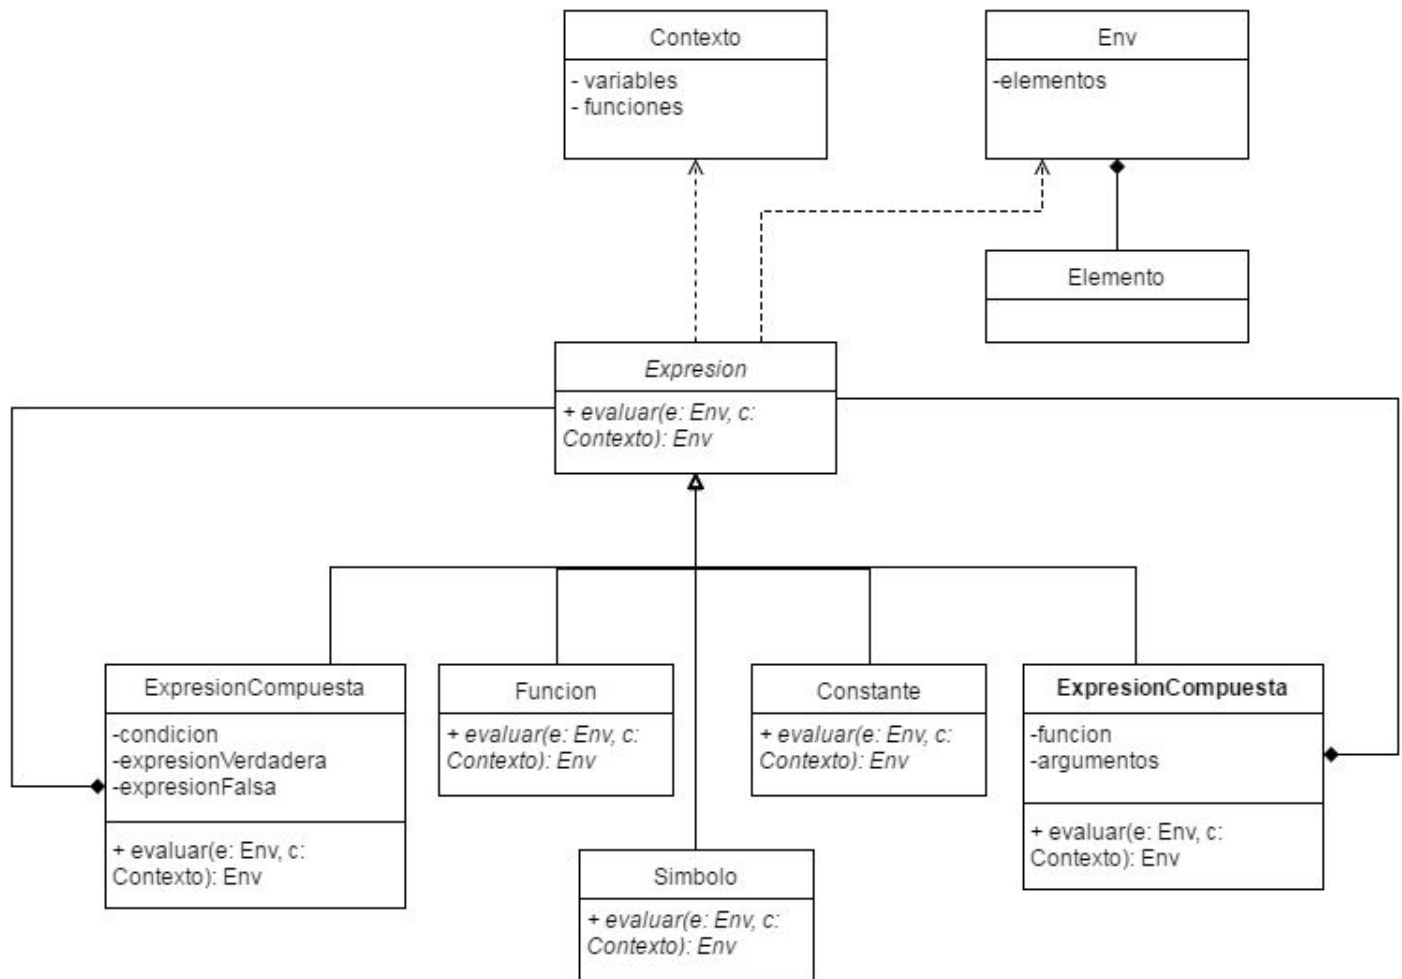 Contexto
- variables
- funciones
Env
-elementos
Elemento
Expresion
+ evaluar(e: Env, c:
Contexto): Env
ExpresionCompuesta
-condicion
-expresionVerdadera
-expresionFalsa
+ evaluar(e: Env, c:
Contexto): Env
Funcion
+ evaluar(e: Env, c:
Contexto): Env
Constante
+ evaluar(e: Env, c:
Contexto): Env
ExpresionCompuesta
-funcion
-argumentos
+ evaluar(e: Env, c:
Contexto): Env
Simbolo
+ evaluar(e: Env, c:
Contexto): Env